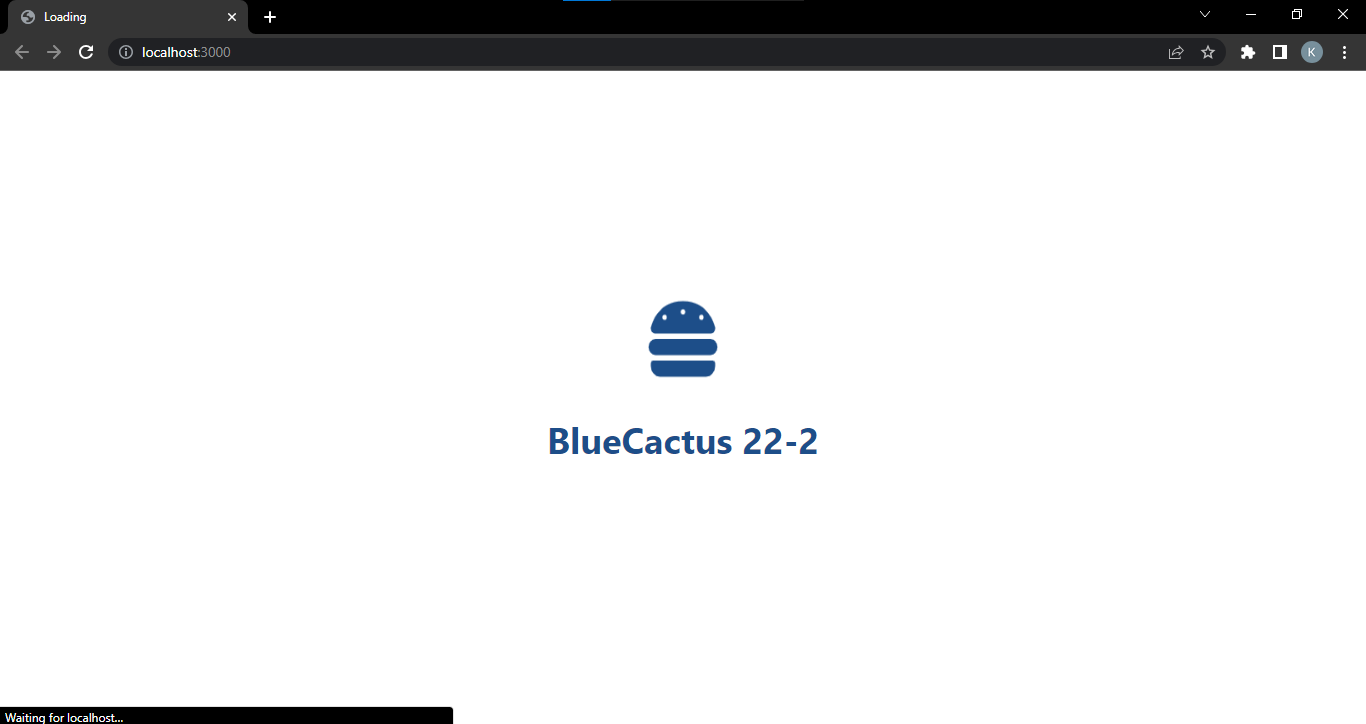 Loading
localhost:3000
K
BlueCactus 22-2
Waiting for localhost...